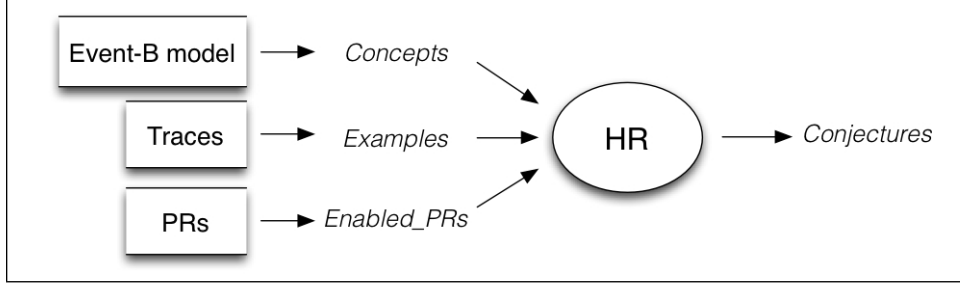 Event-B model
Concepts
Traces
Examples
HR
Conjectures
PRs
Enabled_PRs